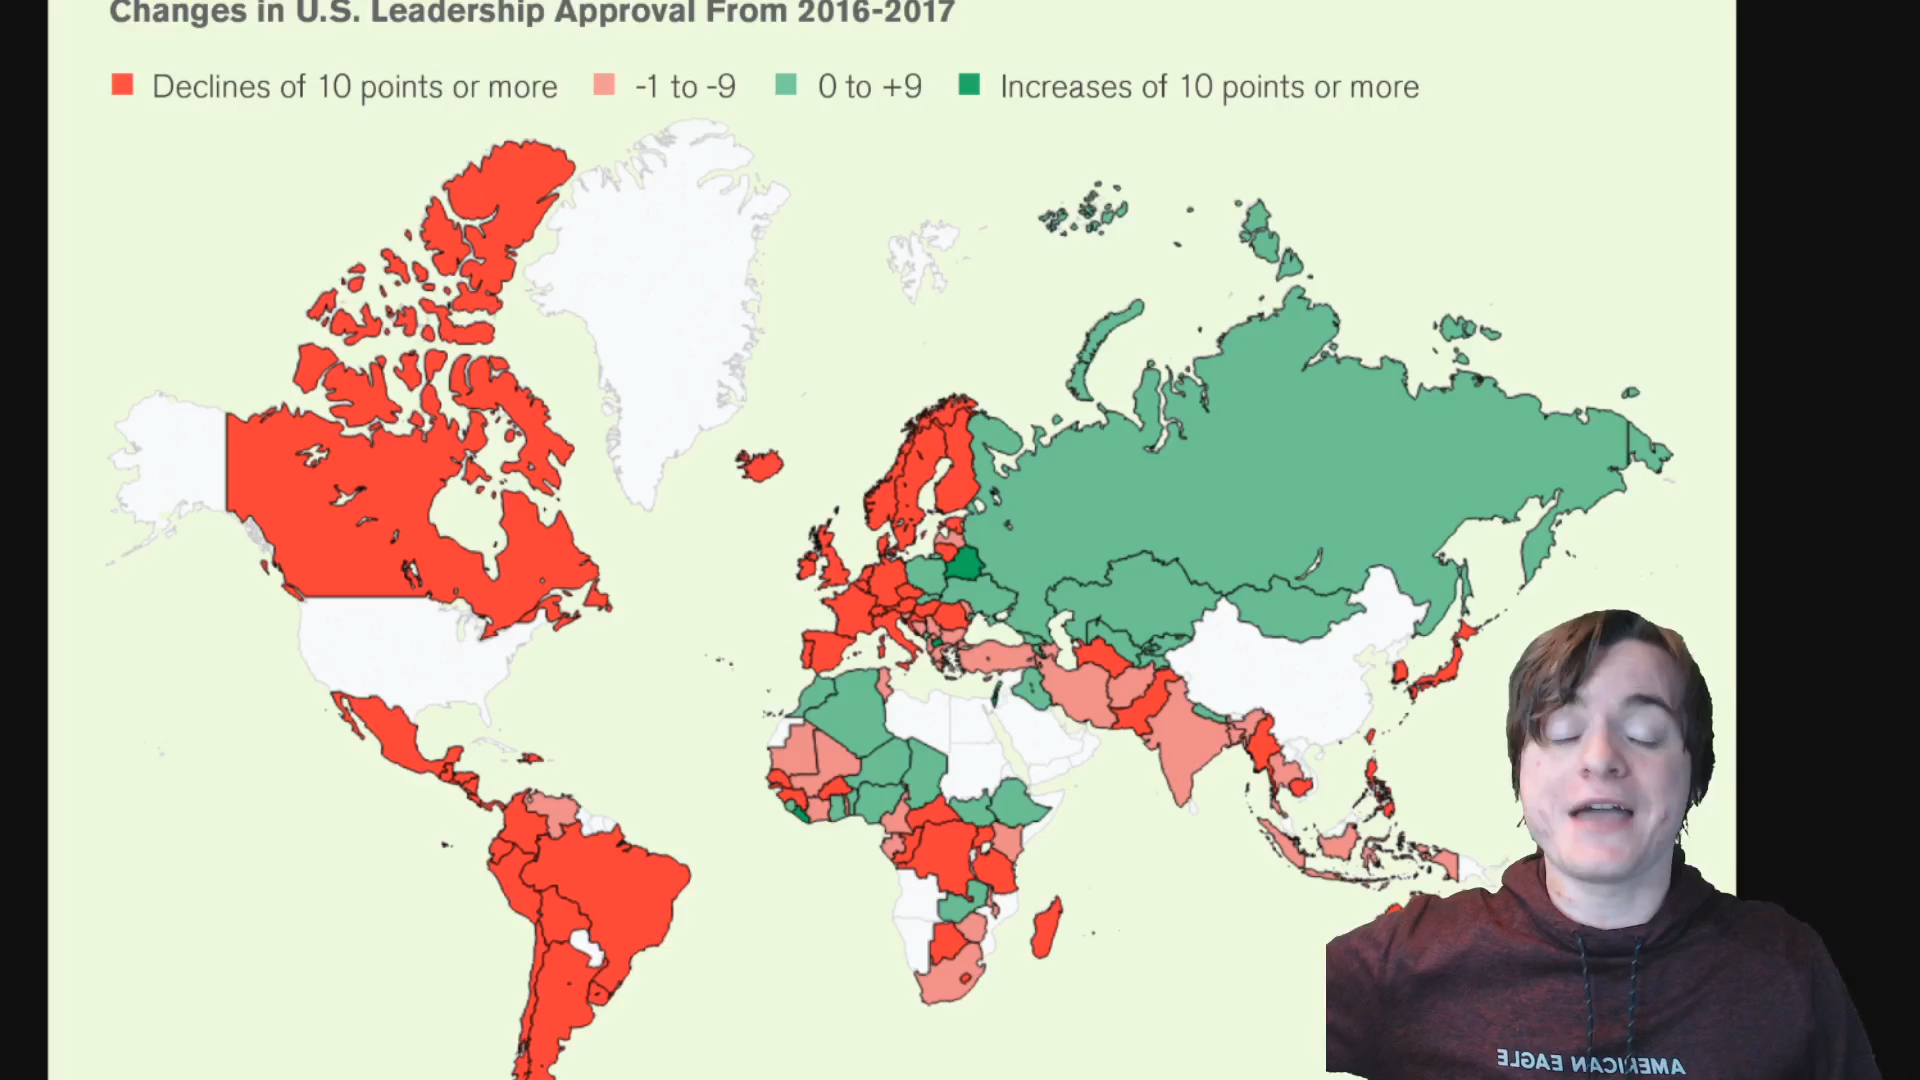 Changes in U.S. Leadership Approval From 2016-2017
Declines of 10 points or more -1 to -9 0 to +9 Increases of 10 points or more
AMERICAN EAGLE